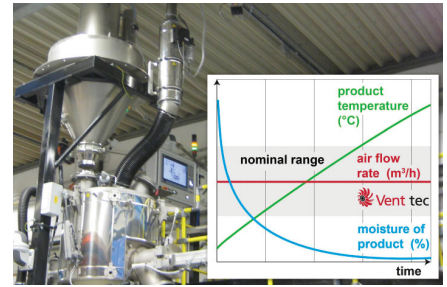 product
temperature
(°C)
nominal range
air flow
rate (m³/h)
Vent tec
moisture of
product (%)
time